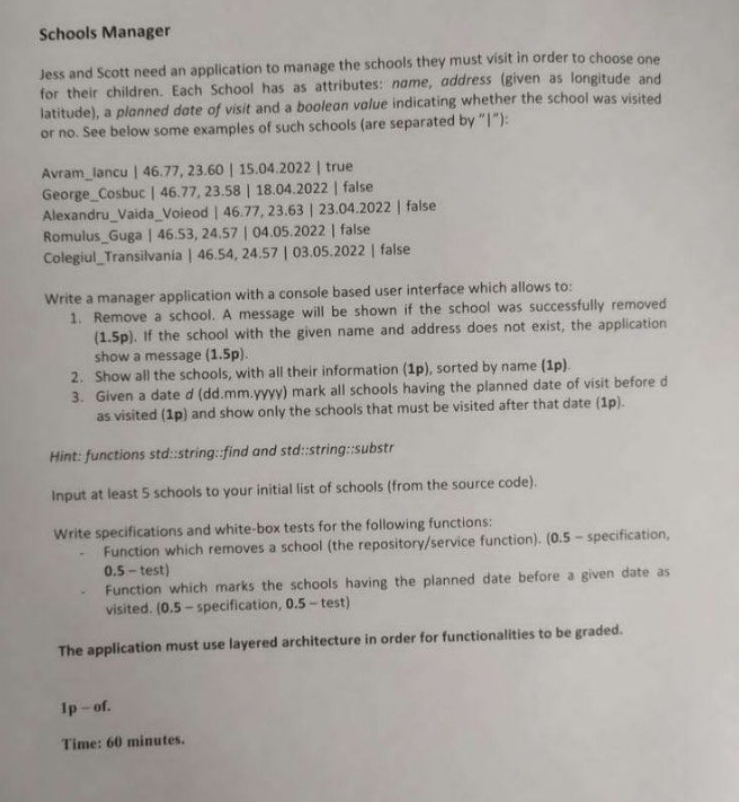 Schools Manager
Jess and Scott need an application to manage the schools they must visit in order to choose one
for their children. Each School has as attributes: name, address (given as longitude and
latitude), a planned date of visit and a boolean value indicating whether the school was visited
or no. See below some examples of such schools (are separated by "|"):
Avram_Iancu | 46.77, 23.60 | 15.04.2022 | true
George_Cosbuc | 46.77, 23.58 | 18.04.2022 | false
Alexandru_Vaida_Voieod | 46.77, 23.63 | 23.04.2022 | false
Romulus_Guga | 46.53, 24.57 | 04.05.2022 | false
Colegiul_Transilvania | 46.54, 24.57 | 03.05.2022 | false
Write a manager application with a console based user interface which allows to:
1. Remove a school. A message will be shown if the school was successfully removed
(1.5p). If the school with the given name and address does not exist, the application
show a message (1.5p).
2. Show all the schools, with all their information (1p), sorted by name (1p).
3. Given a date d (dd.mm.yyyy) mark all schools having the planned date of visit before d
as visited (1p) and show only the schools that must be visited after that date (1p).
Hint: functions std::string::find and std::string::substr
Input at least 5 schools to your initial list of schools (from the source code).
Write specifications and white-box tests for the following functions:
- Function which removes a school (the repository/service function). (0.5 – specification,
0.5 – test)
- Function which marks the schools having the planned date before a given date as
visited. (0.5 – specification, 0.5 – test)
The application must use layered architecture in order for functionalities to be graded.
1p – of.
Time: 60 minutes.